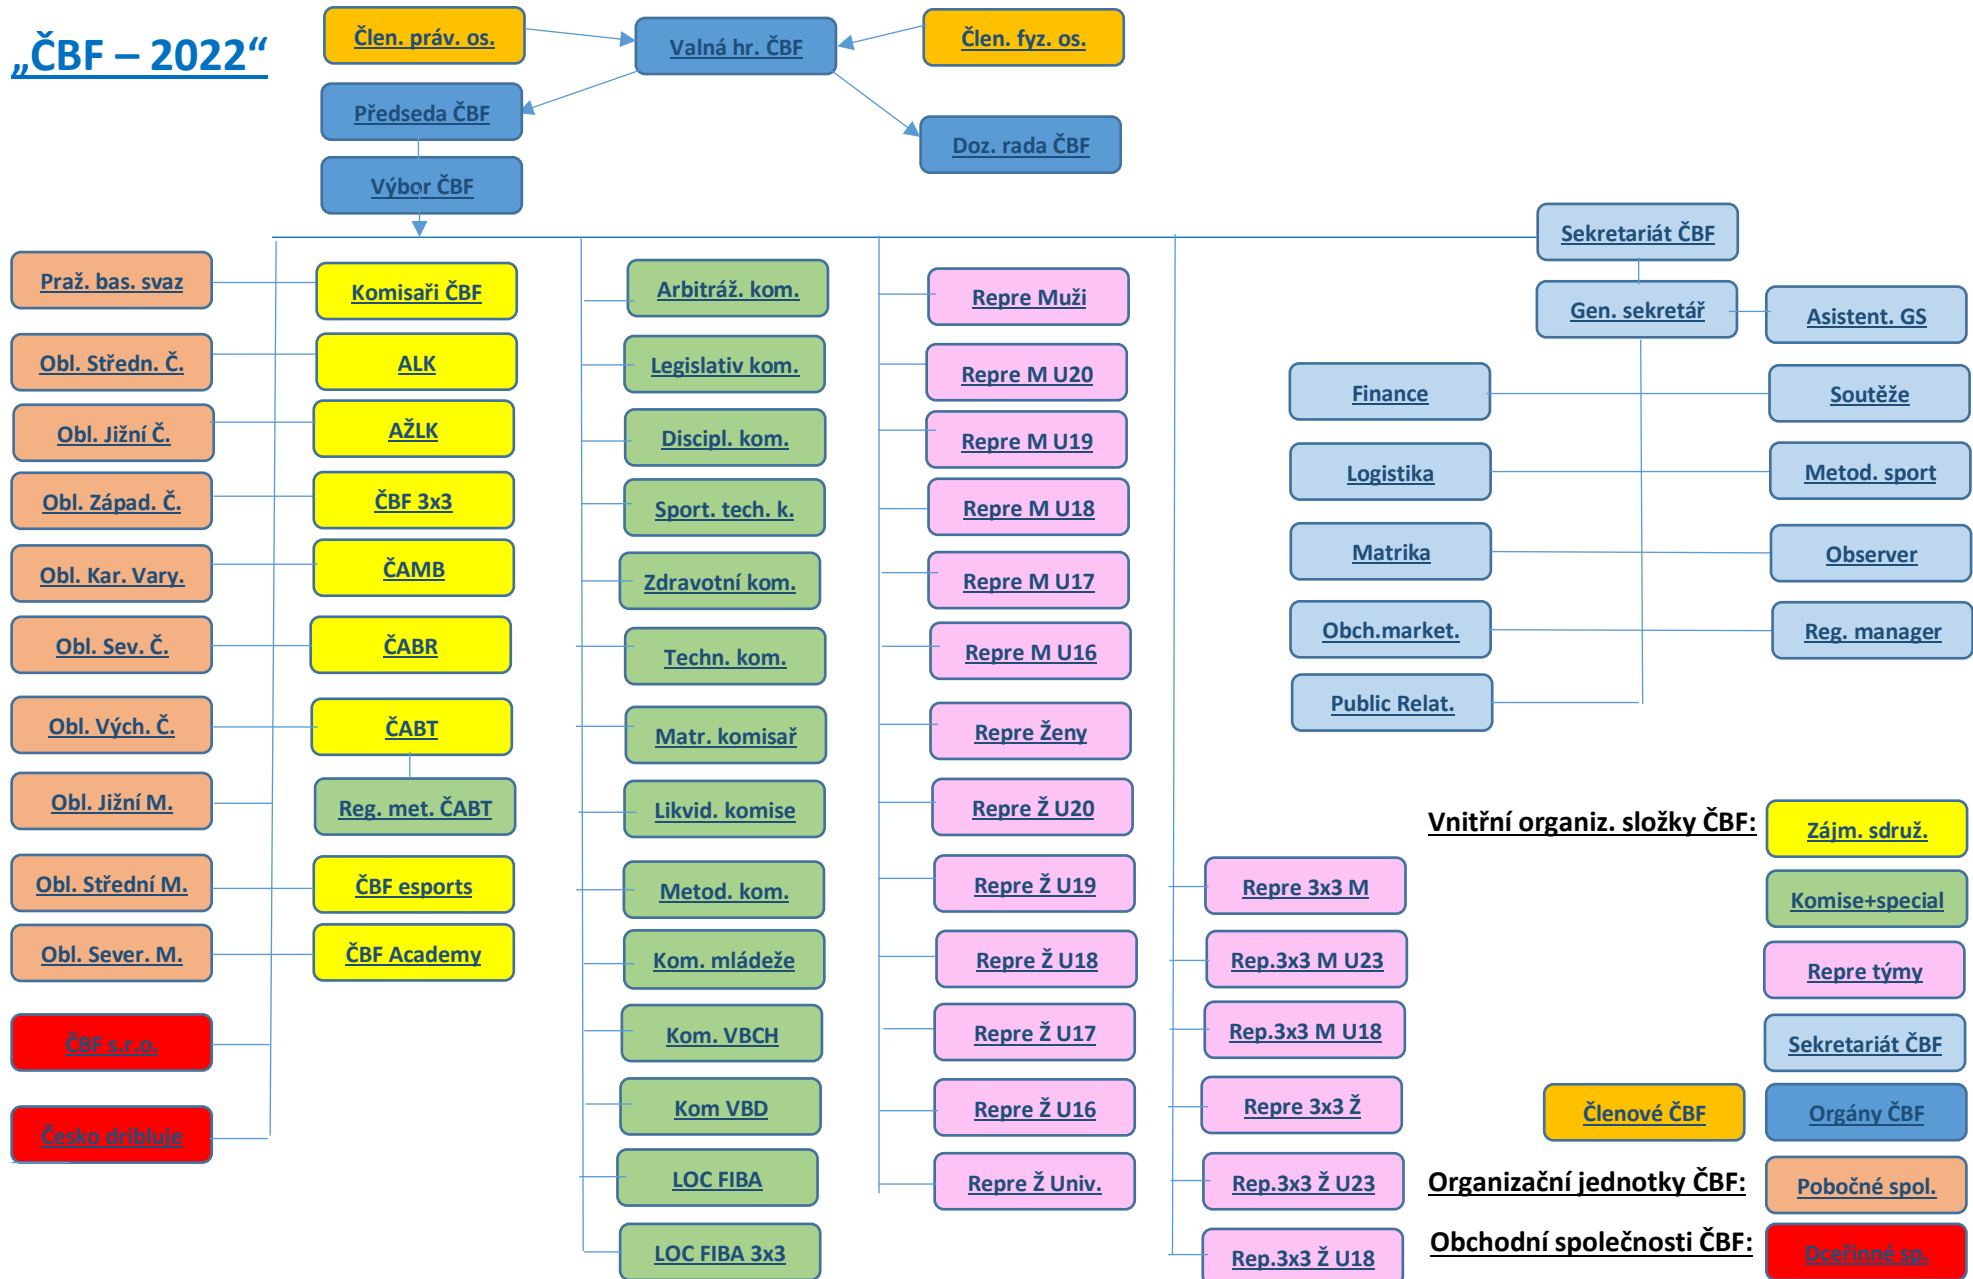 „ČBF – 2022“
Člen. práv. os.
Valná hr. ČBF
Člen. fyz. os.
Předseda ČBF
Doz. rada ČBF
Výbor ČBF
Sekretariát ČBF
Gen. sekretář
Asistent. GS
Finance
Soutěže
Logistika
Metod. sport
Matrika
Observer
Obch.market.
Reg. manager
Public Relat.
Praž. bas. svaz
Obl. Středn. Č.
Obl. Jižní Č.
Obl. Západ. Č.
Obl. Kar. Vary.
Obl. Sev. Č.
Obl. Vých. Č.
Obl. Jižní M.
Obl. Střední M.
Obl. Sever. M.
ČBF s.r.o.
Česko dribluje
Komisaři ČBF
ALK
AŽLK
ČBF 3x3
ČAMB
ČABR
ČABT
Reg. met. ČABT
ČBF esports
ČBF Academy
Arbitráž. kom.
Legislativ kom.
Discipl. kom.
Sport. tech. k.
Zdravotní kom.
Techn. kom.
Matr. komisař
Likvid. komise
Metod. kom.
Kom. mládeže
Kom. VBCH
Kom VBD
LOC FIBA
LOC FIBA 3x3
Repre Muži
Repre M U20
Repre M U19
Repre M U18
Repre M U17
Repre M U16
Repre Ženy
Repre Ž U20
Repre Ž U19
Repre Ž U18
Repre Ž U17
Repre Ž U16
Repre Ž Univ.
Repre 3x3 M
Rep.3x3 M U23
Rep.3x3 M U18
Repre 3x3 Ž
Rep.3x3 Ž U23
Rep.3x3 Ž U18
Vnitřní organiz. složky ČBF:
Zájm. sdruž.
Komise+special
Repre týmy
Sekretariát ČBF
Členové ČBF
Orgány ČBF
Organizační jednotky ČBF:
Pobočné spol.
Obchodní společnosti ČBF:
Dceřinné sp.